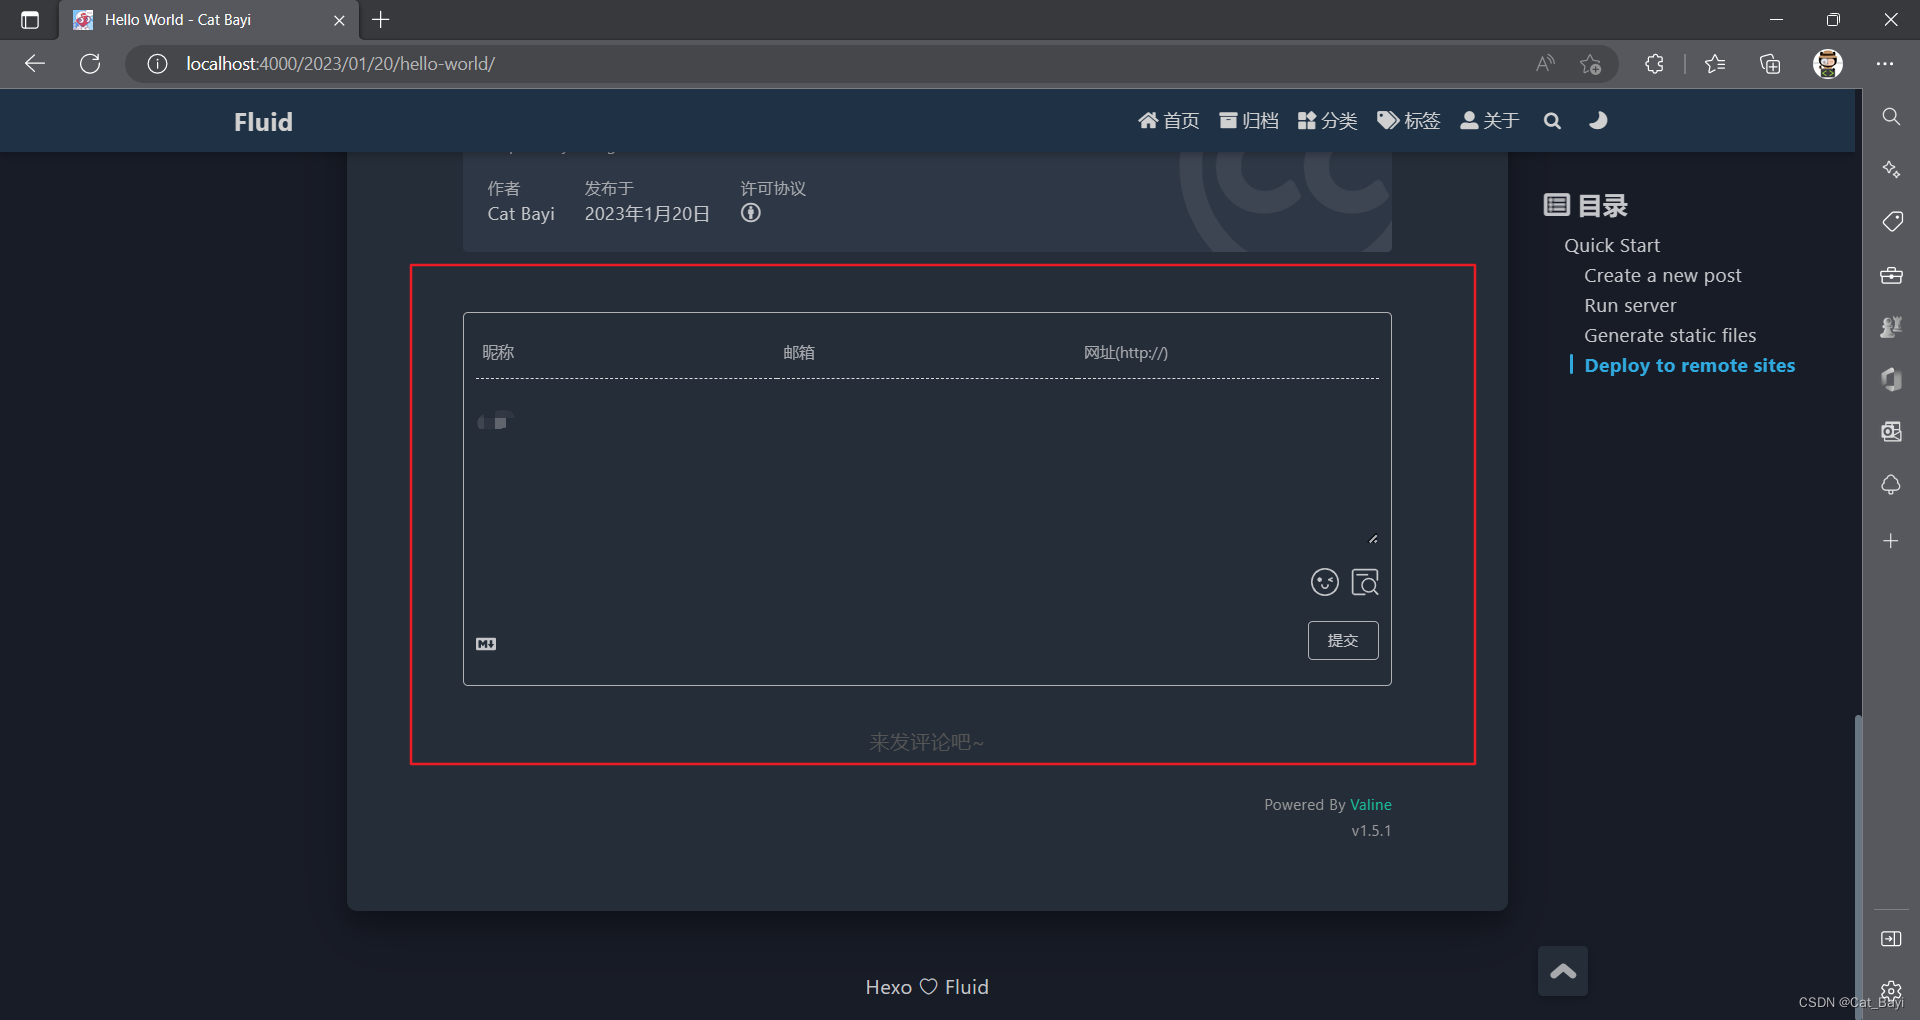 Hello World - Cat Bayi
localhost:4000/2023/01/20/hello-world/
Fluid
首页 归档 分类 标签 关于
作者 发布于 许可协议
Cat Bayi 2023年1月20日
目录
Quick Start
Create a new post
Run server
Generate static files
Deploy to remote sites
昵称 邮箱 网址(http://)
M↓
提交
来发评论吧~
Powered By Valine
v1.5.1
Hexo ♡ Fluid
CSDN @Cat_Bayi